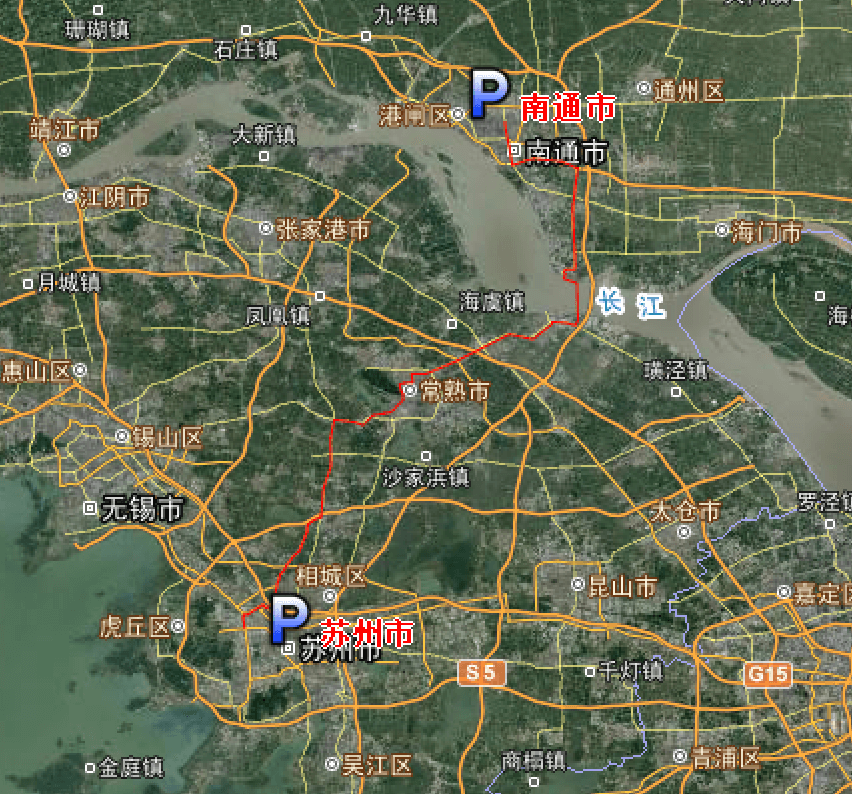 九华镇
珊瑚镇
石庄镇
通州区
南通市
港闸区
靖江市
大新镇
南通市
江阴市
张家港市
海门市
月城镇
海虞镇
长 江
凤凰镇
惠山区
璜泾镇
常熟市
锡山区
沙家浜镇
无锡市
太仓市
罗泾镇
相城区
昆山市
嘉定区
虎丘区
苏州市
苏州市
S5
千灯镇
G15
金庭镇
吴江区
商榻镇
青浦区